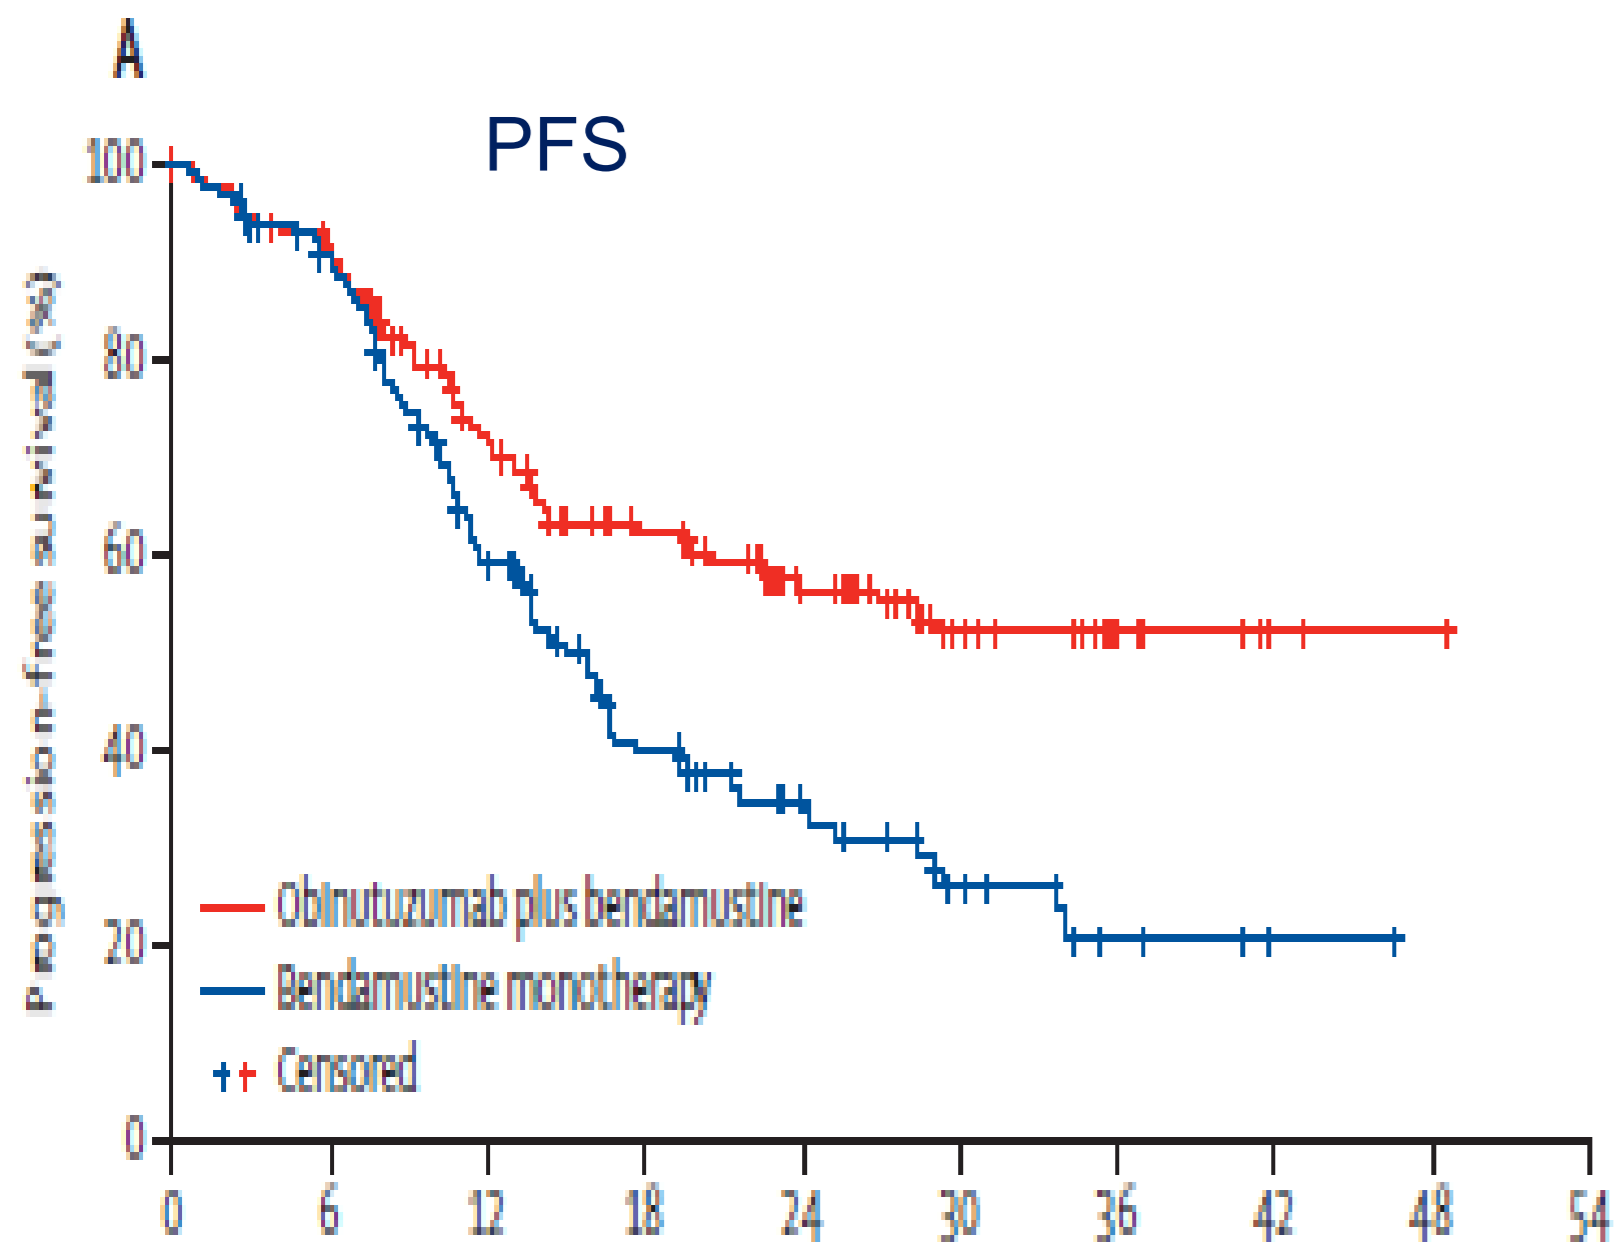 A
PFS
Progression-free survival (%)
100
80
60
40
20
0
Obinutuzumab plus bendamustine
Bendamustine monotherapy
Censored
0 6 12 18 24 30 36 42 48 54